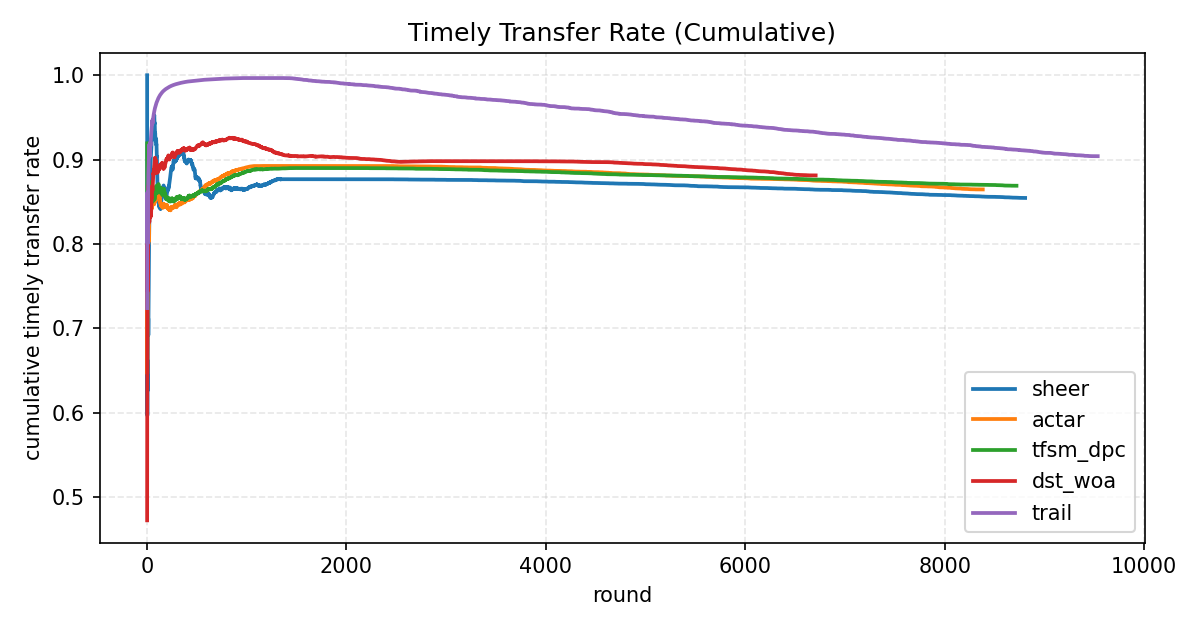 Timely Transfer Rate (Cumulative)
cumulative timely transfer rate
1.0
0.9
0.8
0.7
0.6
0.5
0
2000
4000
6000
8000
10000
round
sheer
actar
tfsm_dpc
dst_woa
trail